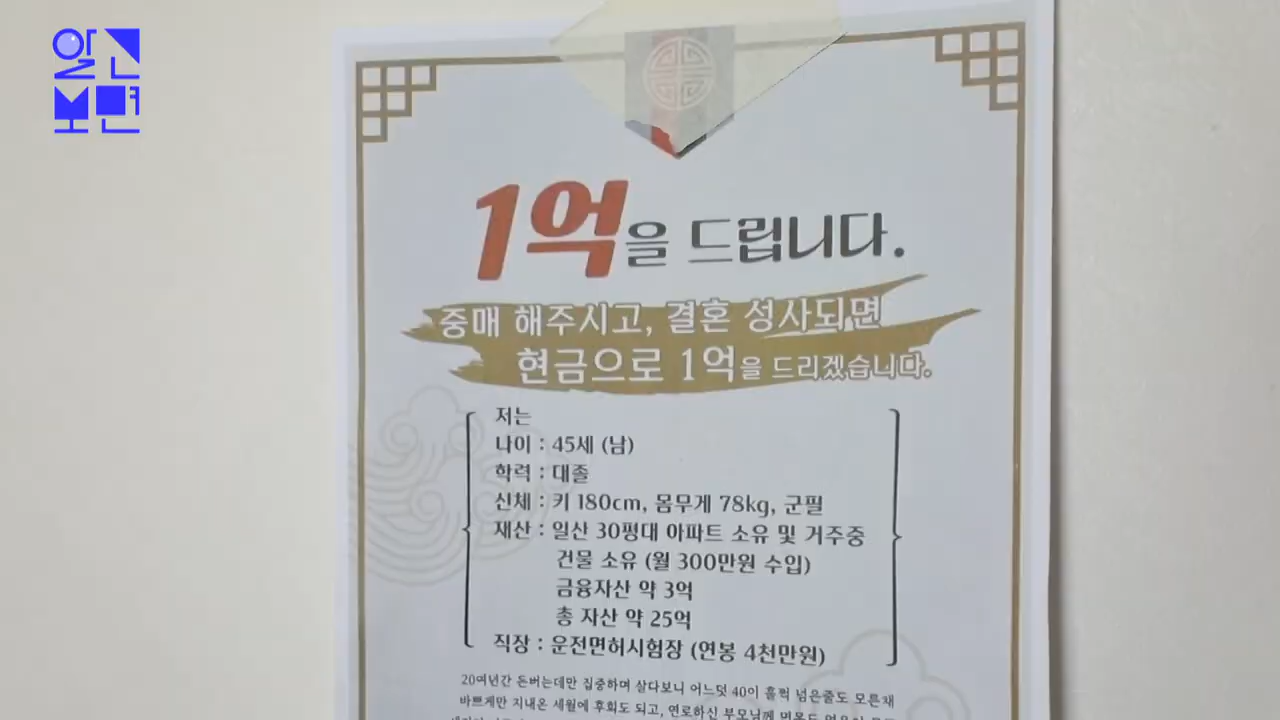 알고
보면
1억을 드립니다.
중매 해주시고, 결혼 성사되면
현금으로 1억을 드리겠습니다.
저는
나이 : 45세 (남)
학력 : 대졸
신체 : 키 180cm, 몸무게 78kg, 군필
재산 : 일산 30평대 아파트 소유 및 거주중
건물 소유 (월 300만원 수입)
금융자산 약 3억
총 자산 약 25억
직장 : 운전면허시험장 (연봉 4천만원)
20여년간 돈버는데만 집중하며 살다보니 어느덧 40이 훌쩍 넘은줄도 모른채
바쁘게만 지내온 세월에 후회도 되고, 연로하신 부모님께